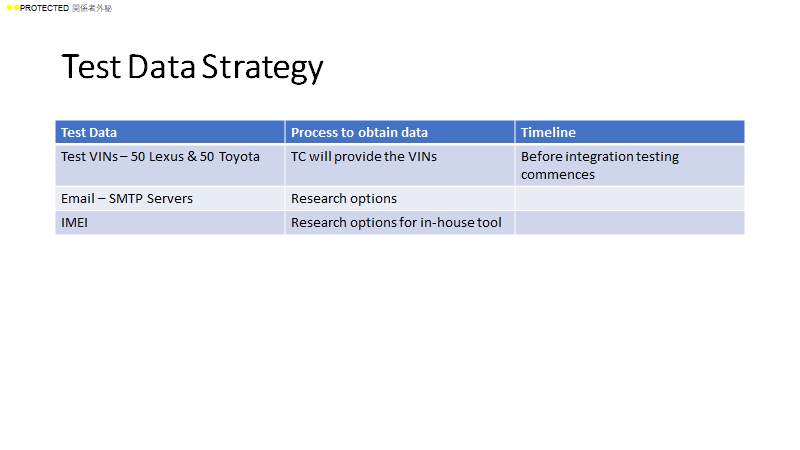 PROTECTED 関係者外秘
Test Data Strategy
Test Data Process to obtain data Timeline
Test VINs – 50 Lexus & 50 Toyota TC will provide the VINs Before integration testing
commences
Email – SMTP Servers Research options
IMEI Research options for in-house tool